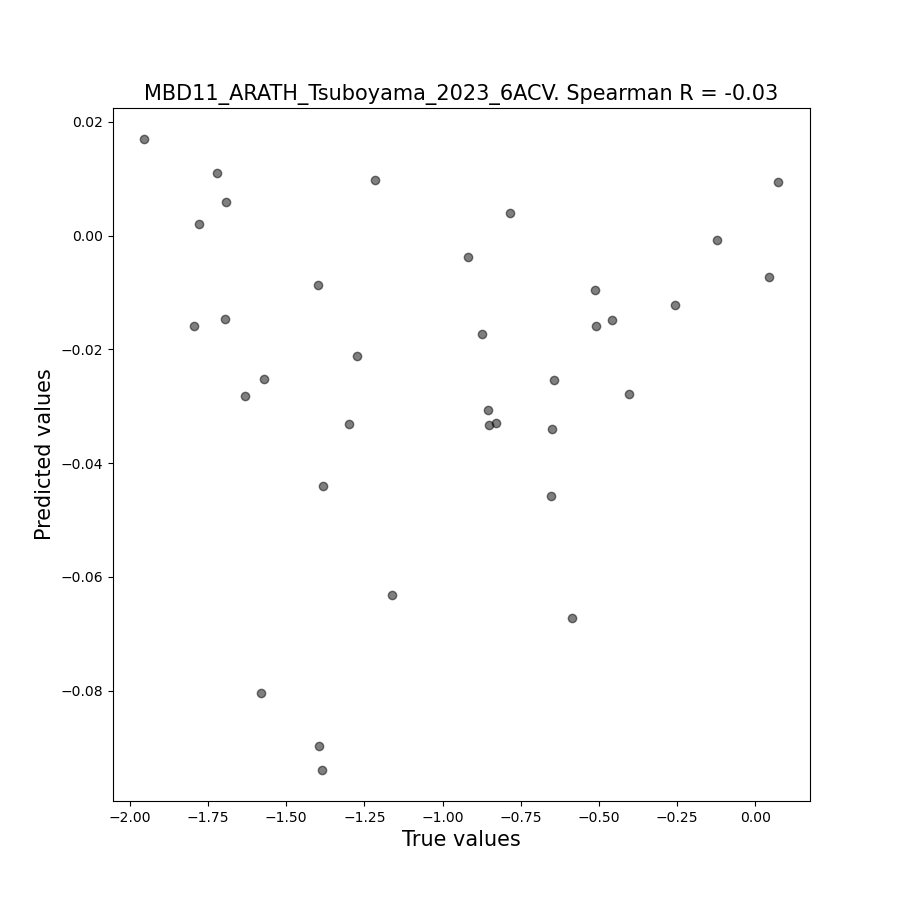 MBD11_ARATH_Tsuboyama_2023_6ACV. Spearman R = -0.03
0.02
0.00
−0.02
−0.04
−0.06
−0.08
Predicted values
−2.00 −1.75 −1.50 −1.25 −1.00 −0.75 −0.50 −0.25 0.00
True values